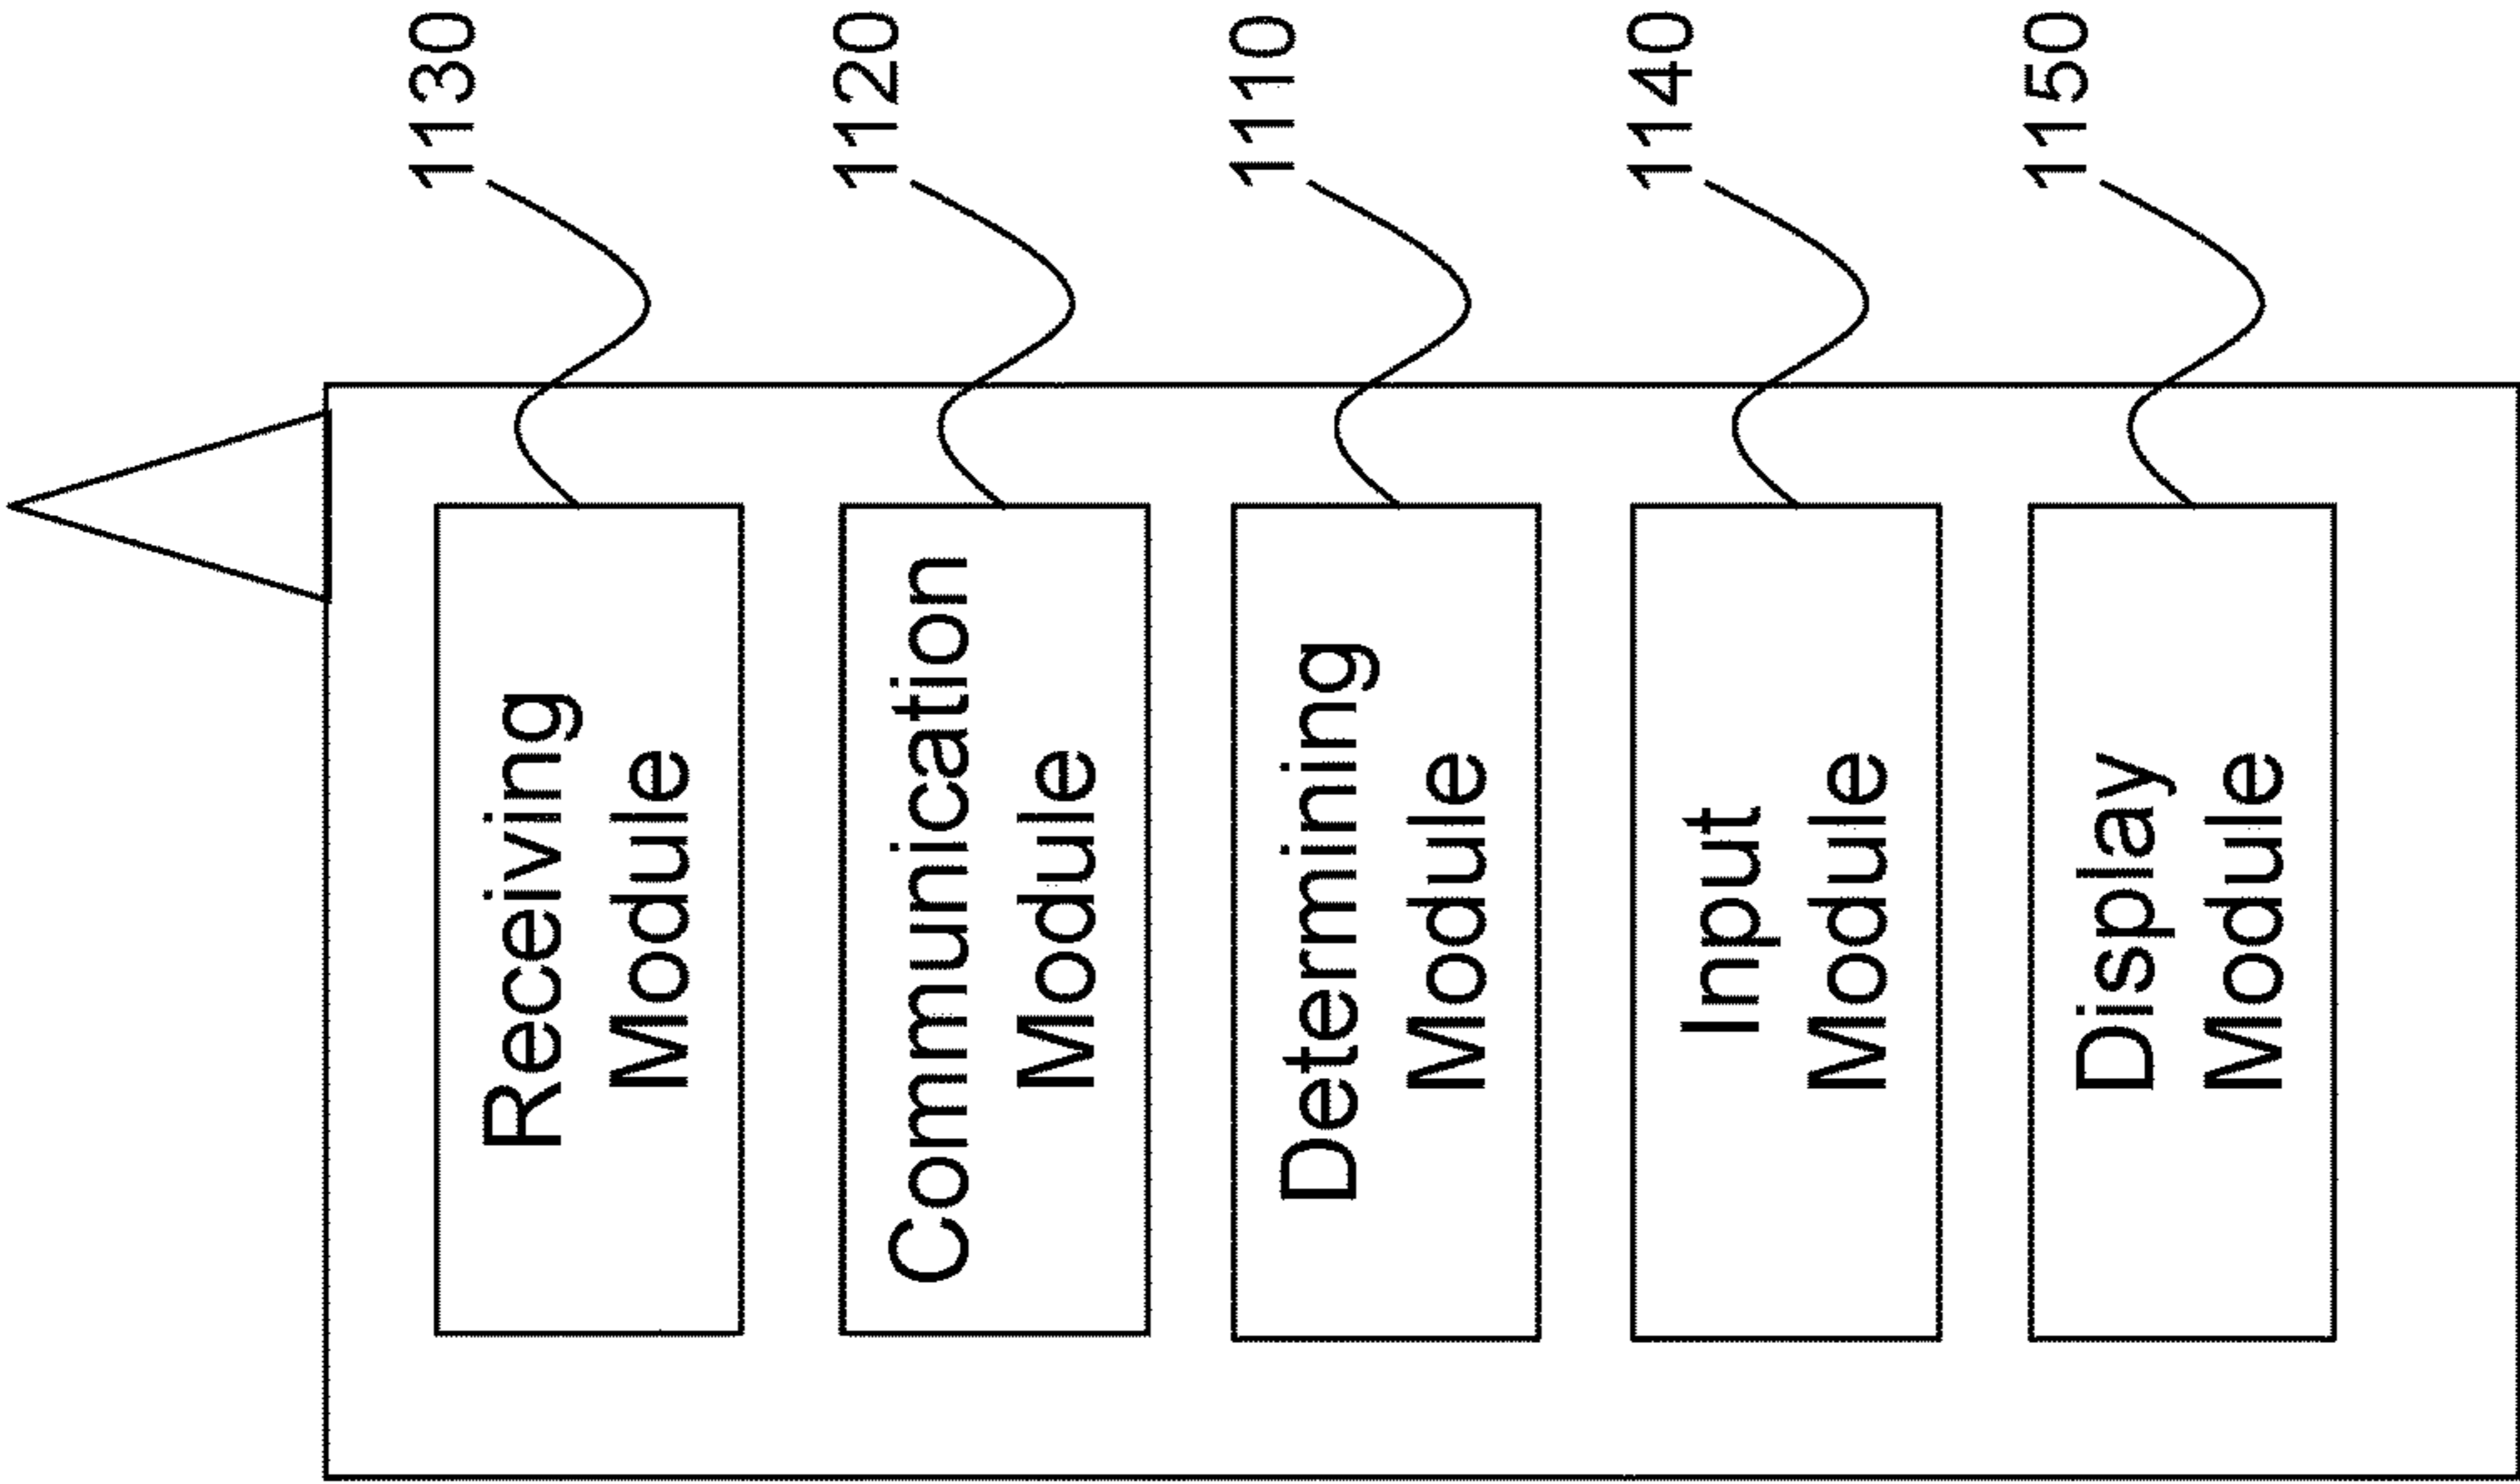 1130
Receiving
Module
1120
Communication
Module
1110
Determining
Module
1140
Input
Module
1150
Display
Module